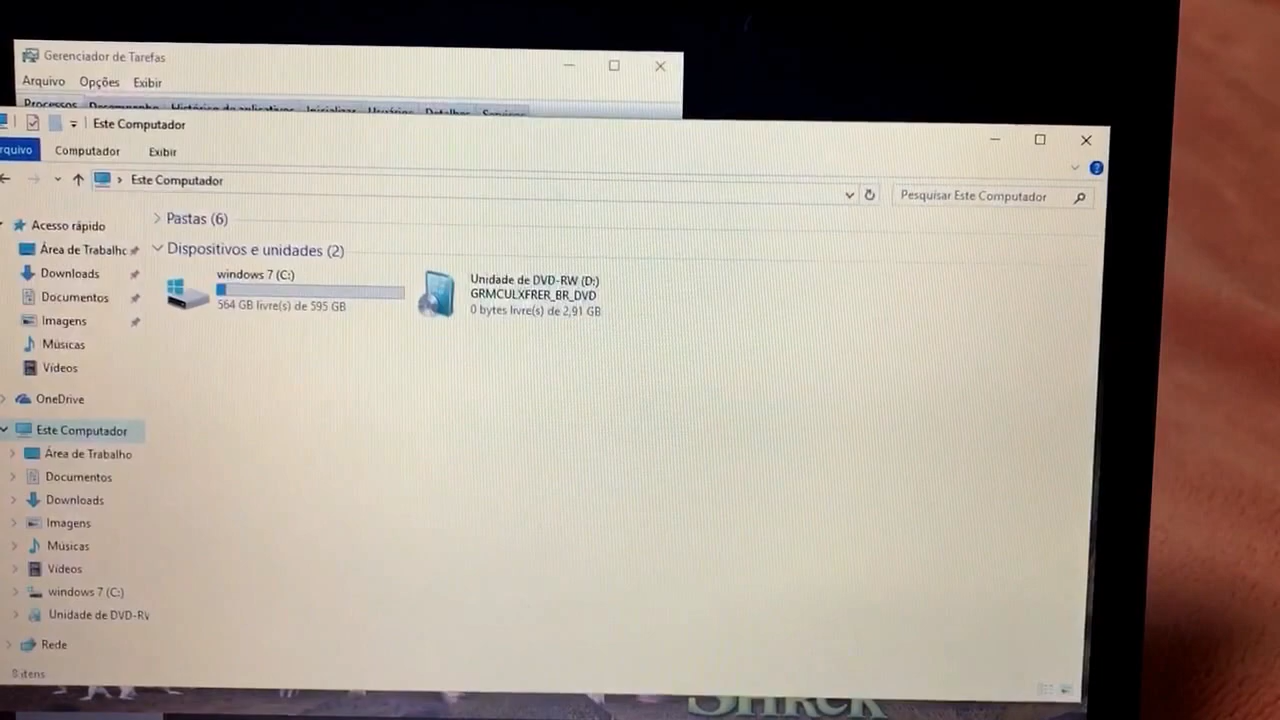 Gerenciador de Tarefas
Arquivo Opções Exibir
Processos Desempenho Histórico de aplicativos Inicializar Usuários Detalhes Serviços
Este Computador
rquivo Computador Exibir
Este Computador
Pesquisar Este Computador
Acesso rápido
Área de Trabalho
Downloads
Documentos
Imagens
Músicas
Vídeos
OneDrive
Este Computador
Área de Trabalho
Documentos
Downloads
Imagens
Músicas
Vídeos
windows 7 (C:)
Unidade de DVD-RW
Rede
8 itens
Pastas (6)
Dispositivos e unidades (2)
windows 7 (C:)
564 GB livre(s) de 595 GB
Unidade de DVD-RW (D:)
GRMCULXFRER_BR_DVD
0 bytes livre(s) de 2,91 GB
Shrek